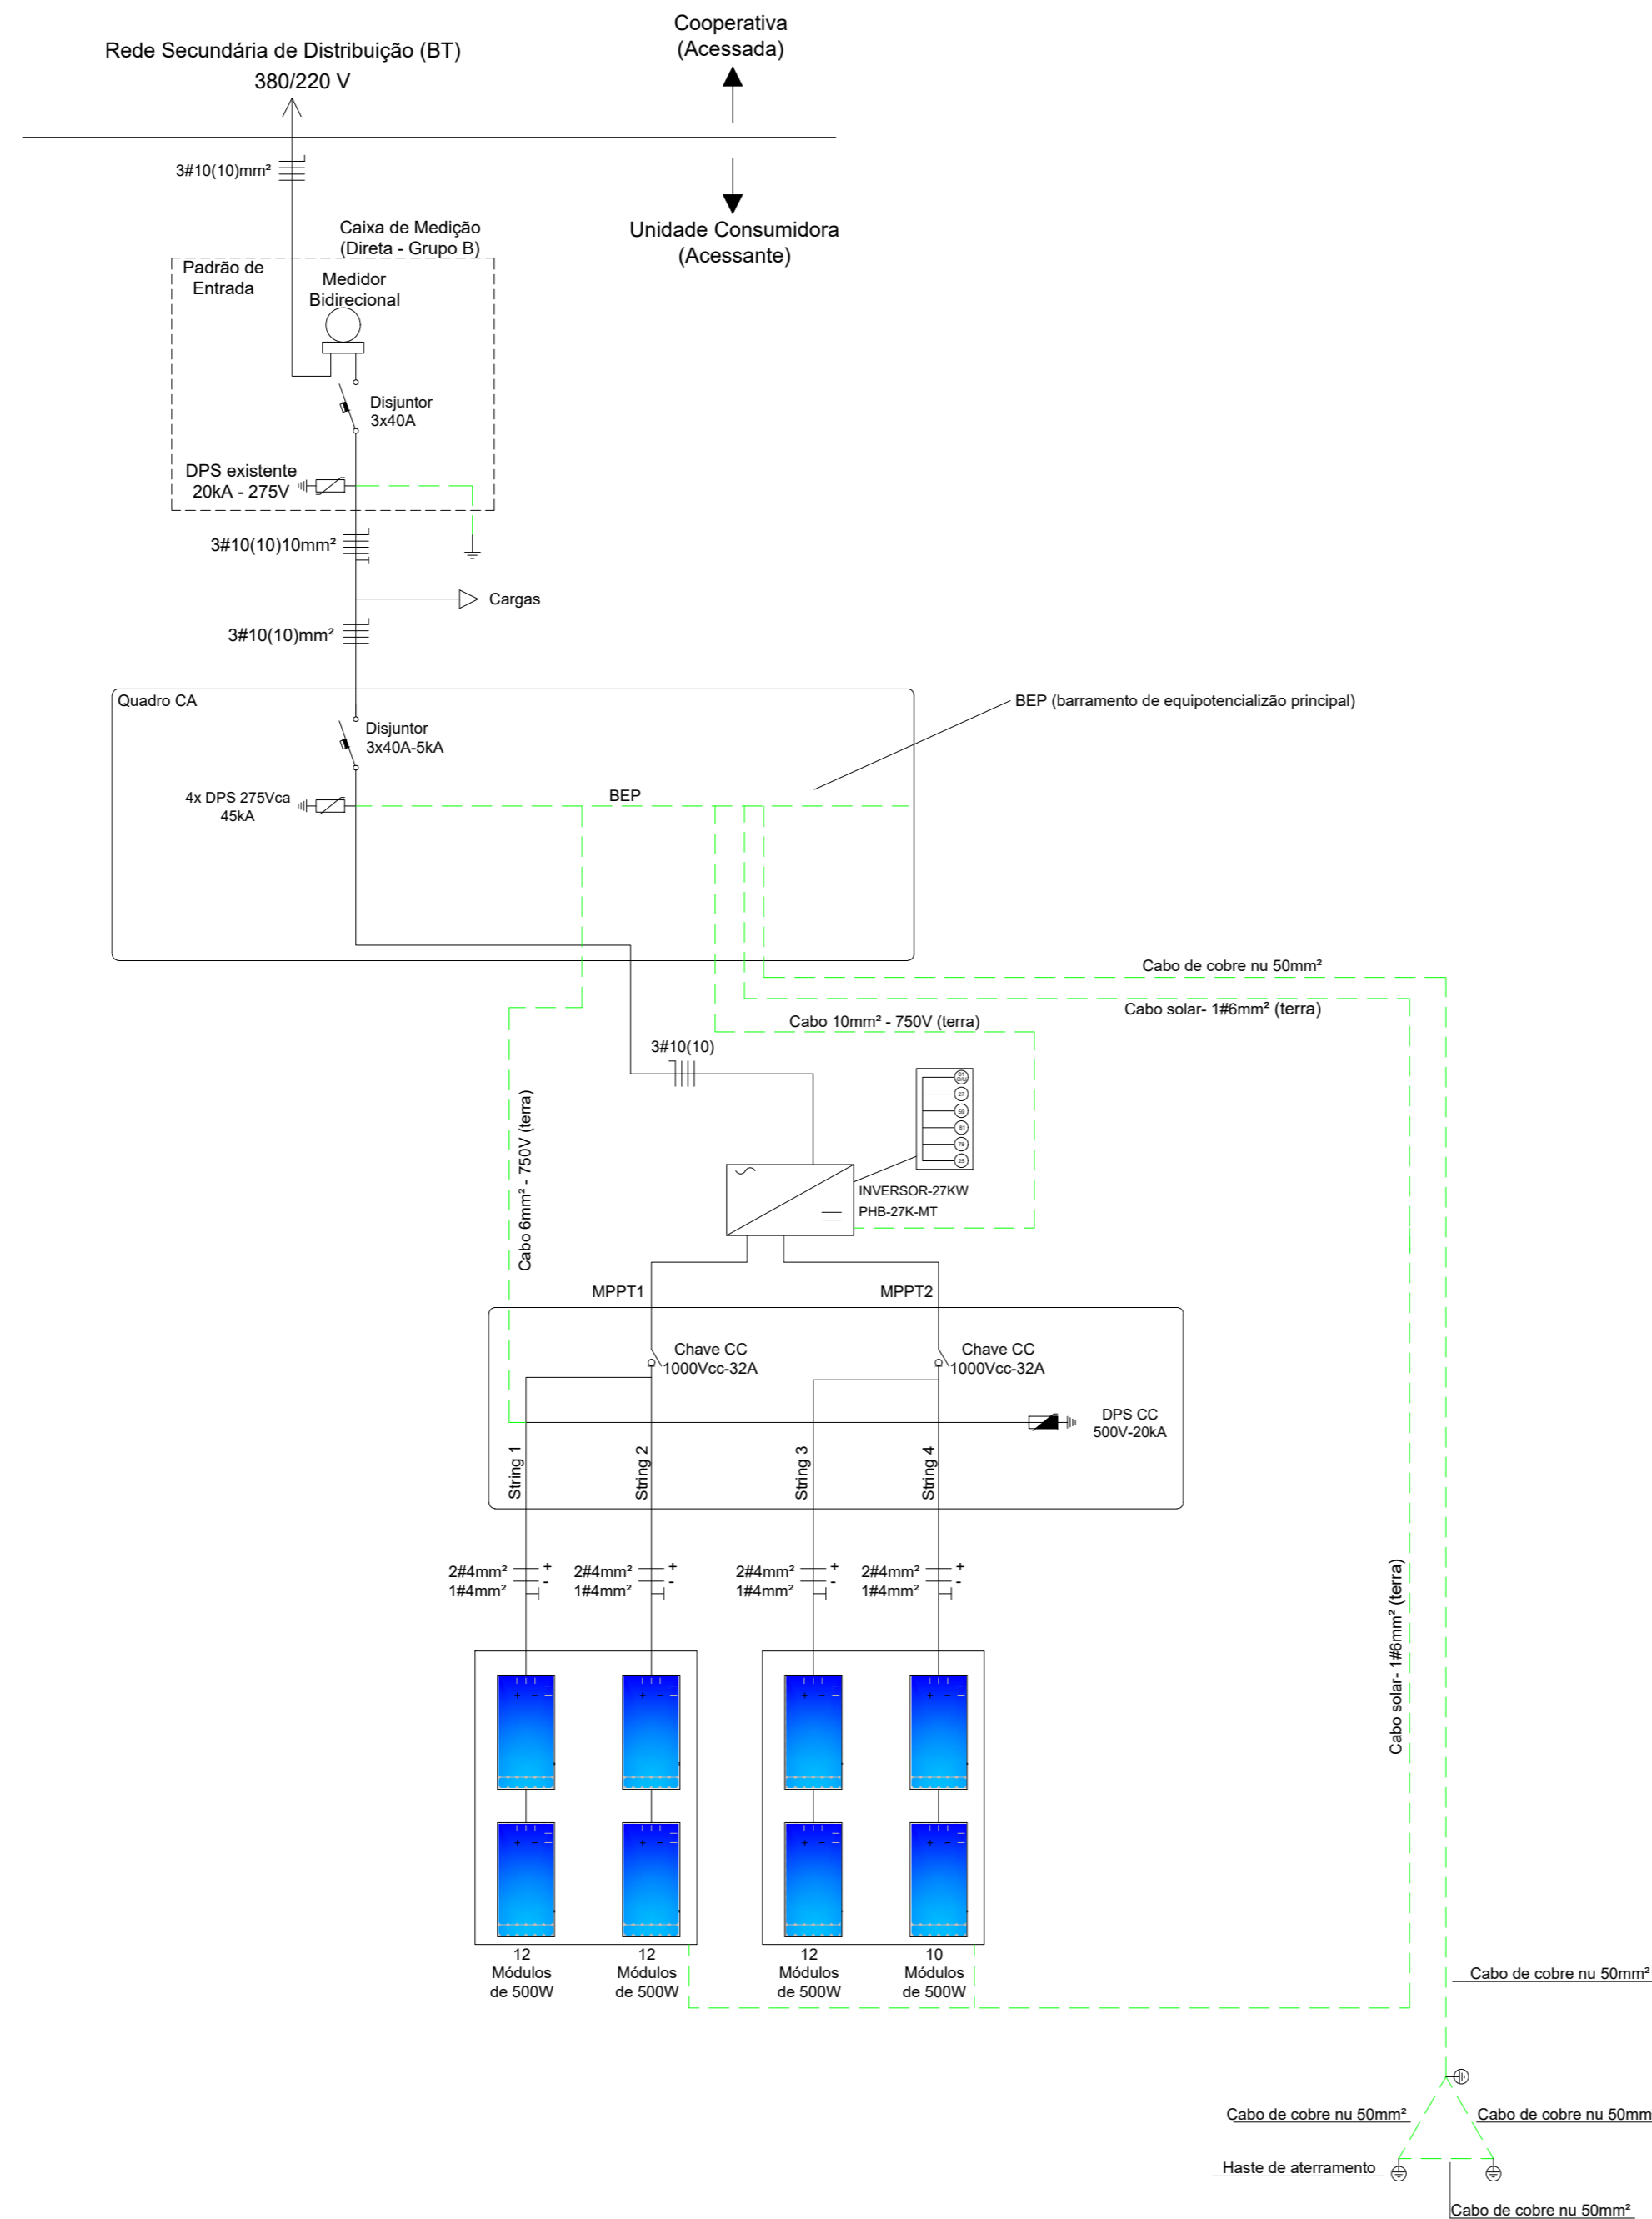 Cooperativa
(Acessada)
Rede Secundária de Distribuição (BT)
380/220 V
3#10(10)mm²
Unidade Consumidora
(Acessante)
Caixa de Medição
(Direta - Grupo B)
Padrão de
Entrada
Medidor
Bidirecional
Disjuntor
3x40A
DPS existente
20kA - 275V
3#10(10)10mm²
Cargas
3#10(10)mm²
Quadro CA
BEP (barramento de equipotencializão principal)
Disjuntor
3x40A-5kA
4x DPS 275Vca
45kA
BEP
Cabo de cobre nu 50mm²
Cabo solar- 1#6mm² (terra)
Cabo 10mm² - 750V (terra)
3#10(10)
Cabo 6mm² - 750V (terra)
27
59
81
78
25
INVERSOR-27KW
PHB-27K-MT
MPPT1
MPPT2
Chave CC
1000Vcc-32A
Chave CC
1000Vcc-32A
DPS CC
500V-20kA
String 1
String 2
String 3
String 4
2#4mm²
1#4mm²
+
-
2#4mm²
1#4mm²
+
-
2#4mm²
1#4mm²
+
-
2#4mm²
1#4mm²
+
-
Cabo solar- 1#6mm² (terra)
+ -
+ -
+ -
+ -
+ -
+ -
+ -
+ -
12
Módulos
de 500W
12
Módulos
de 500W
12
Módulos
de 500W
10
Módulos
de 500W
Cabo de cobre nu 50mm²
Cabo de cobre nu 50mm²
Cabo de cobre nu 50mm
Haste de aterramento
Cabo de cobre nu 50mm²